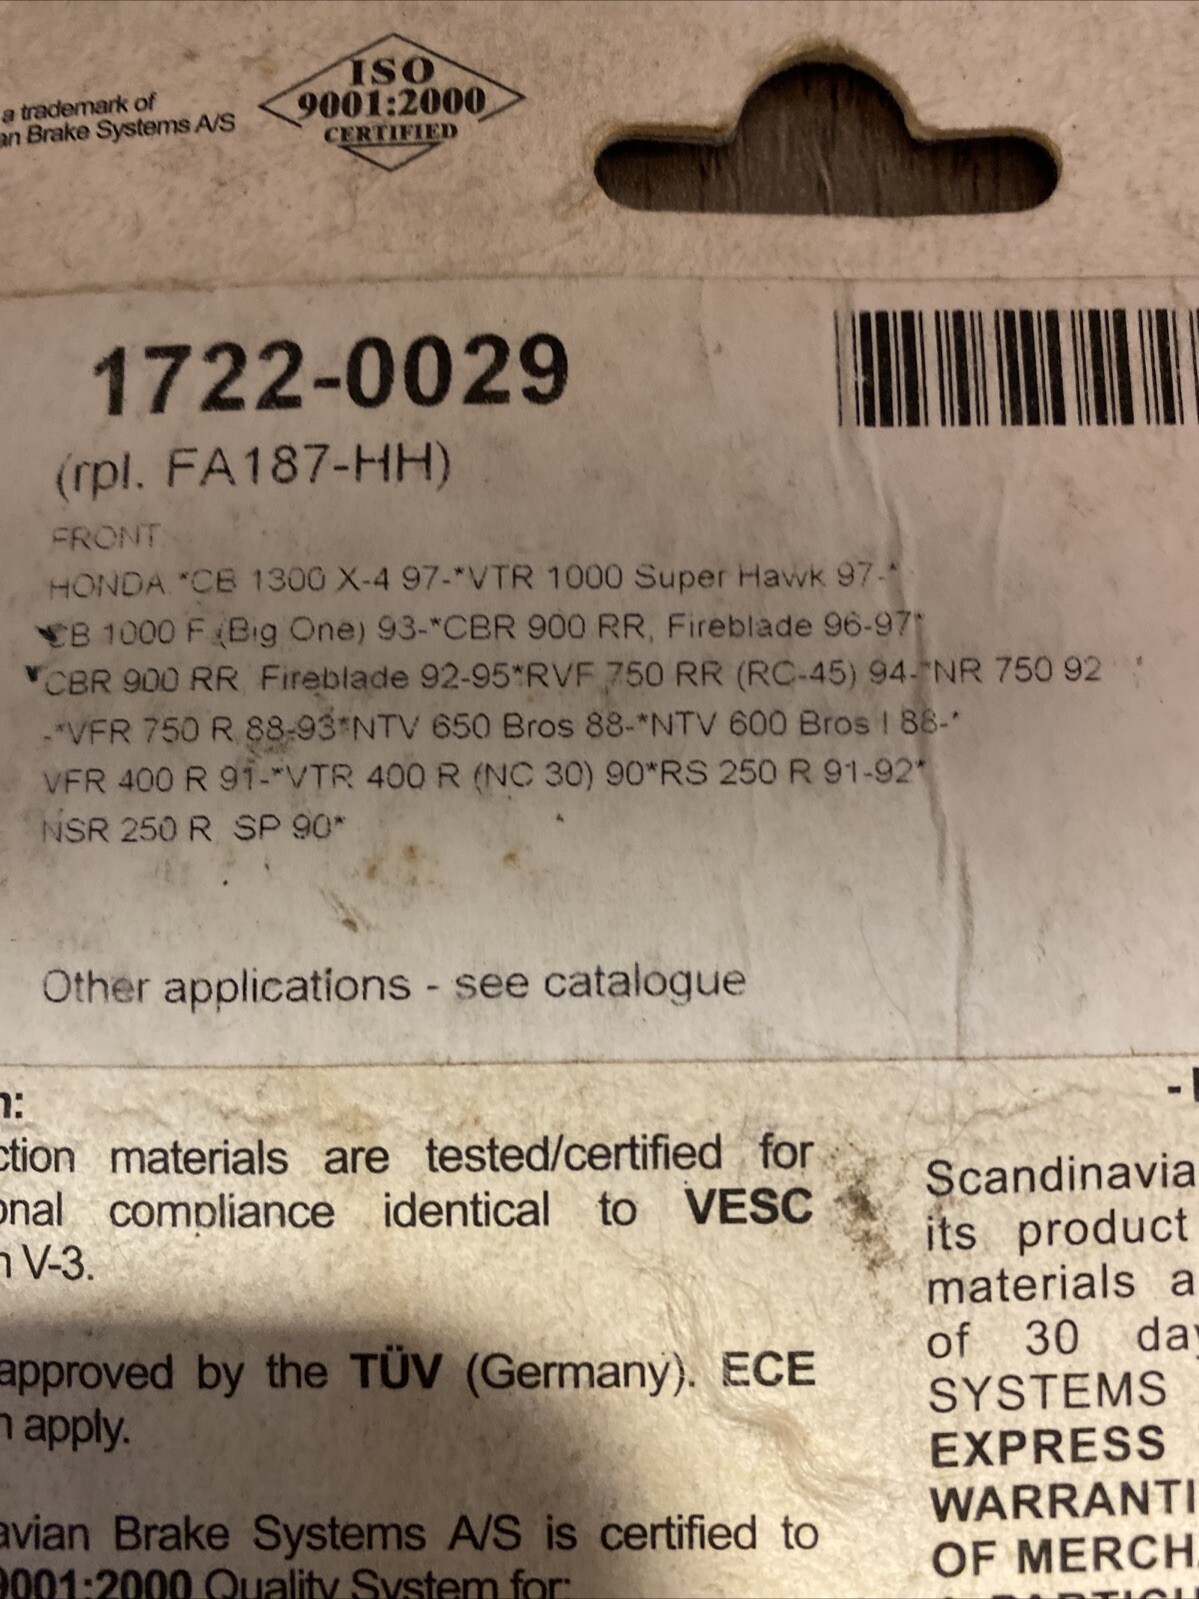 a trademark of
an Brake Systems A/S
ISO
9001:2000
CERTIFIED
1722-0029
(rpl. FA187-HH)
FRONT
HONDA *CB 1300 X-4 97-*VTR 1000 Super Hawk 97-*
CB 1000 F (Big One) 93-*CBR 900 RR, Fireblade 96-97*
CBR 900 RR Fireblade 92-95*RVF 750 RR (RC-45) 94-*NR 750 92
-*VFR 750 R 88-93*NTV 650 Bros 88-*NTV 600 Bros I 88-*
VFR 400 R 91-*VTR 400 R (NC 30) 90*RS 250 R 91-92*
NSR 250 R SP 90*
Other applications - see catalogue
n:
ction materials are tested/certified for
onal compliance identical to VESC
n V-3.
approved by the TÜV (Germany). ECE
n apply.
avian Brake Systems A/S is certified to
9001:2000 Quality System for:
Scandinavia
its product
materials a
of 30 day
SYSTEMS
EXPRESS
WARRANTI
OF MERCHA